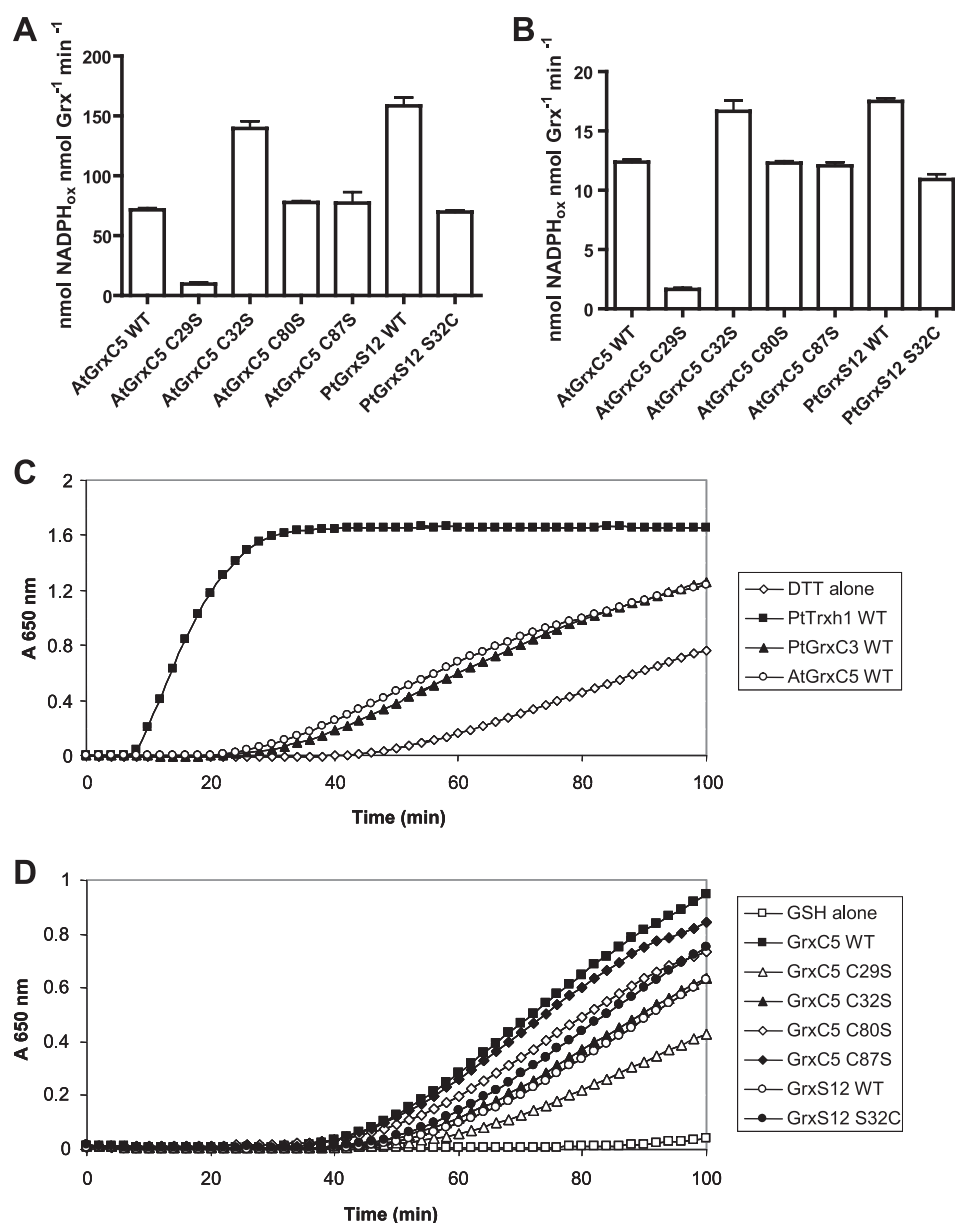 A
nmol NADPHox nmol Grx-1 min -1
200
150
100
50
0
AtGrxC5 WT
AtGrxC5 C29S
AtGrxC5 C32S
AtGrxC5 C80S
AtGrxC5 C87S
PtGrxS12 WT
PtGrxS12 S32C
B
nmol NADPHox nmol Grx-1 min -1
20
15
10
5
0
AtGrxC5 WT
AtGrxC5 C29S
AtGrxC5 C32S
AtGrxC5 C80S
AtGrxC5 C87S
PtGrxS12 WT
PtGrxS12 S32C
C
A 650 nm
2
1.6
1.2
0.8
0.4
0
0 20 40 60 80 100
Time (min)
DTT alone
PtTrxh1 WT
PtGrxC3 WT
AtGrxC5 WT
D
A 650 nm
1
0.8
0.6
0.4
0.2
0
0 20 40 60 80 100
Time (min)
GSH alone
GrxC5 WT
GrxC5 C29S
GrxC5 C32S
GrxC5 C80S
GrxC5 C87S
GrxS12 WT
GrxS12 S32C